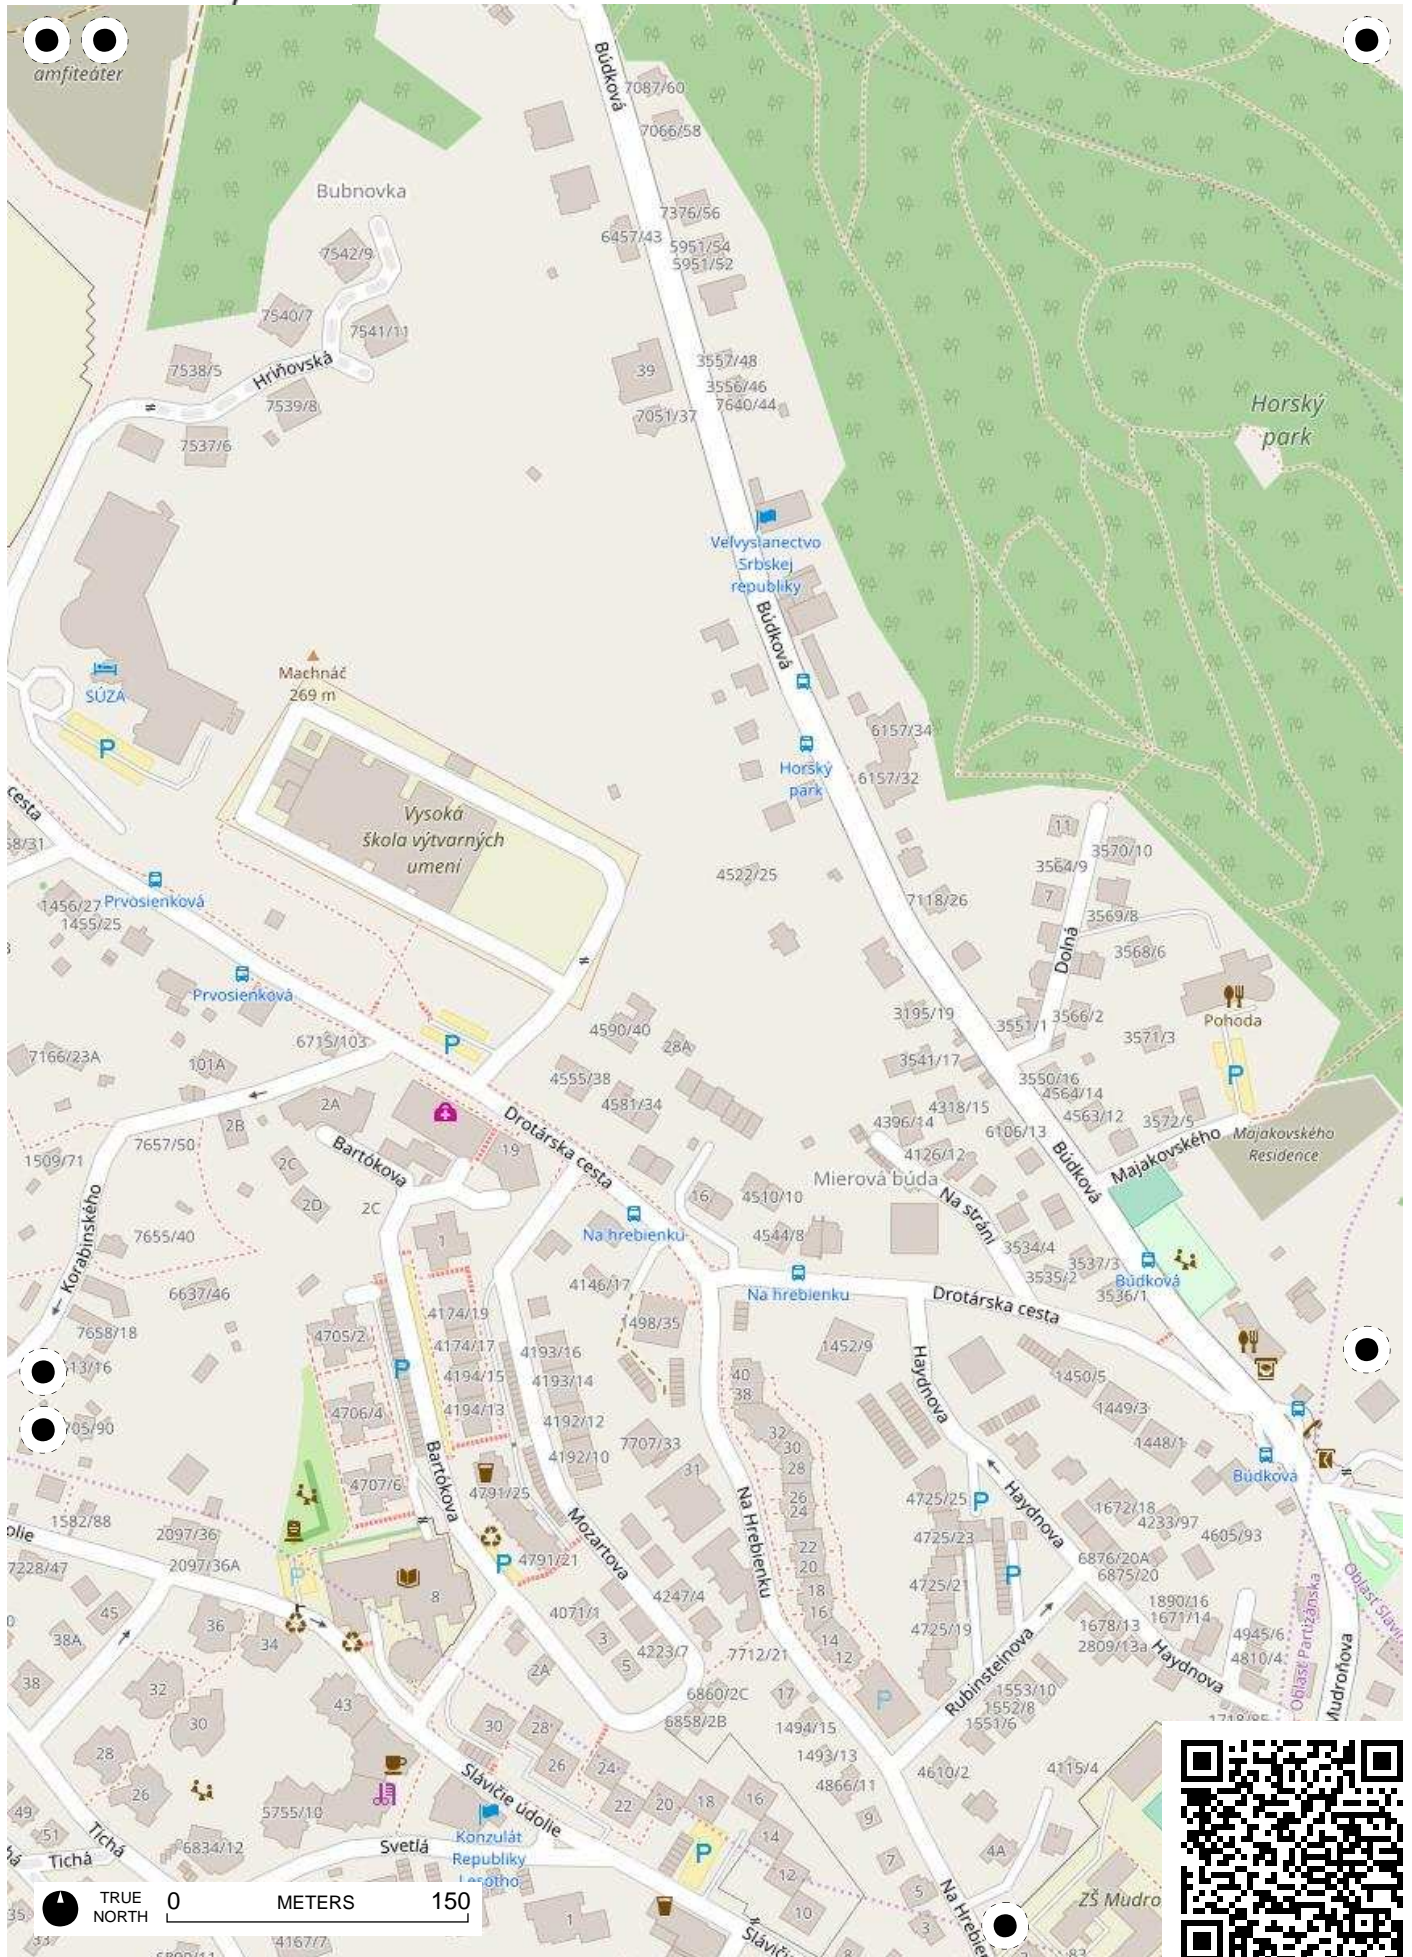 amfiteáter
Búdková
7087/60
7066/58
Bubnovka
7376/56
6457/43
5951/54
5951/52
7542/9
7540/7
7541/11
Hriňovská
7538/5
7539/8
7537/6
3557/48
39
3556/46
7640/44
7051/37
Horský
park
Veľvyslanectvo
Srbskej
republiky
Búdková
Machnáč
269 m
SÚZA
P
6157/34
Horský
park
6157/32
cesta
Vysoká
škola výtvarných
umení
11
3570/10
3564/9
58/31
4522/25
7
7118/26
3569/8
Prvosienková
1456/27
1455/25
Dolná
3568/6
Prvosienková
Pohoda
3195/19
3566/2
3551/1
4590/40
3571/3
6715/103
P
28A
7166/23A
101A
3541/17
P
4555/38
3550/16
4564/14
2A
4581/34
4318/15
4563/12
4396/14
3572/5
2B
Drotárska cesta
6106/13
Majakovského
Majakovského
Residence
7657/50
19
4126/12
Bartókova
1509/71
2C
Mierová búda
Búdková
2D
2C
16
4510/10
Na stráni
Korabinského
7655/40
1
Na hrebienku
4544/8
3534/4
3537/3
Búdková
3535/2
4146/17
3536/1
6637/46
Na hrebienku
Drotárska cesta
4174/19
1498/35
7658/18
4705/2
4174/17
4193/16
1452/9
P
4194/15
40
38
Haydnova
1450/5
4193/14
4706/4
4194/13
1449/3
705/90
4192/12
32
30
1448/1
4192/10
7707/33
28
31
Búdková
Bartókova
4707/6
4791/25
26
24
4725/25
P
1672/18
Haydnova
4233/97
1582/88
Na Hrebienku
2097/36
4725/23
4605/93
Mozartova
22
20
6876/20A
6875/20
7228/47
2097/36A
4791/21
P
P
P
4725/21
8
18
4247/4
1890/16
1671/14
4071/1
16
45
36
4725/19
1678/13
2809/13a
38A
34
3
4223/7
14
12
4945/6
4810/4
5
7712/21
2A
Rubinsteinova
Haydnova
38
32
6860/2C
17
P
1553/10
1552/8
1551/6
Oblasť Partizánska
Mudroňova
43
30
30
28
6858/2B
1494/15
28
1493/13
26
24
4610/2
4115/4
26
4866/11
Slávičie údolie
22
20
18
16
49
5755/10
9
51
Tichá
6834/12
Konzulát
Republiky
Lesotho
14
Svetlá
Tichá
P
7
4A
12
5
TRUE
NORTH
0
METERS
150
10
1
3
Na Hrebie
ZŠ Mudro
4167/7